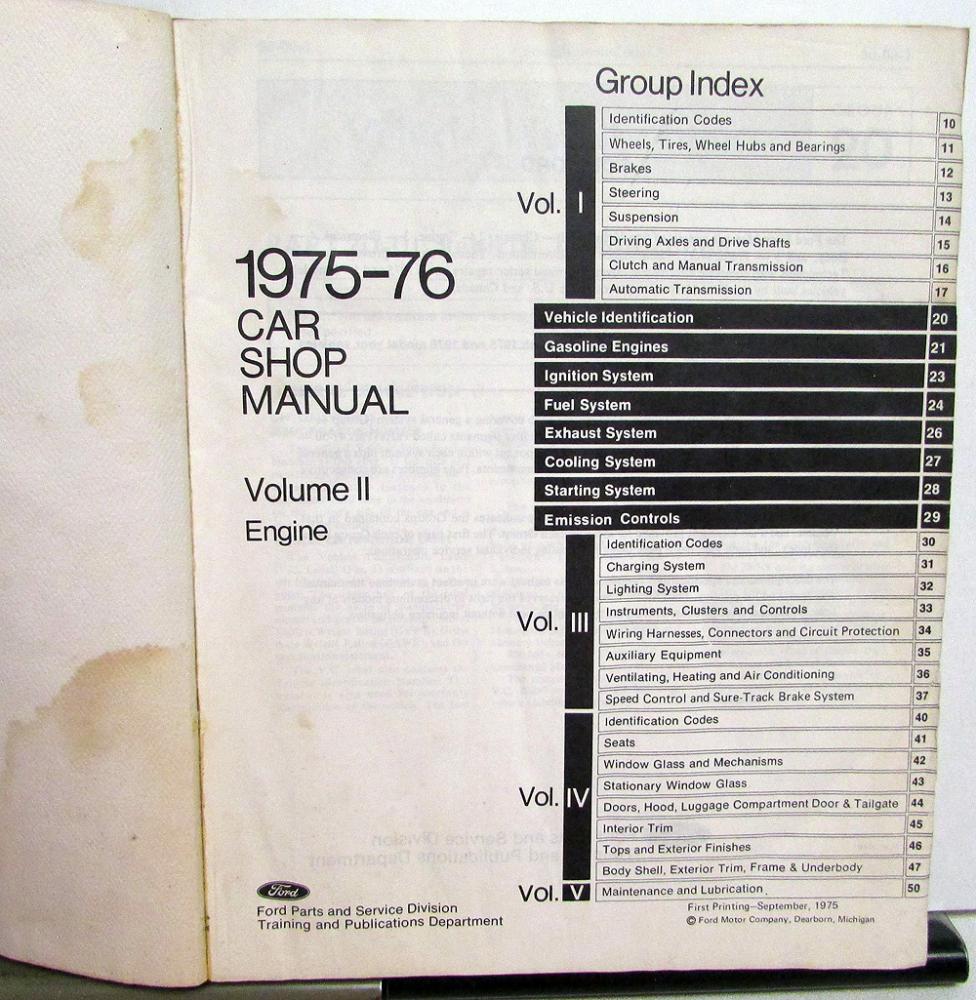 Group Index
Vol. I
Identification Codes 10
Wheels, Tires, Wheel Hubs and Bearings 11
Brakes 12
Steering 13
Suspension 14
Driving Axles and Drive Shafts 15
Clutch and Manual Transmission 16
Automatic Transmission 17
1975-76
CAR
SHOP
MANUAL
Volume II
Engine
Vehicle Identification 20
Gasoline Engines 21
Ignition System 23
Fuel System 24
Exhaust System 26
Cooling System 27
Starting System 28
Emission Controls 29
Vol. III
Identification Codes 30
Charging System 31
Lighting System 32
Instruments, Clusters and Controls 33
Wiring Harnesses, Connectors and Circuit Protection 34
Auxiliary Equipment 35
Ventilating, Heating and Air Conditioning 36
Speed Control and Sure-Track Brake System 37
Vol. IV
Identification Codes 40
Seats 41
Window Glass and Mechanisms 42
Stationary Window Glass 43
Doors, Hood, Luggage Compartment Door & Tailgate 44
Interior Trim 45
Tops and Exterior Finishes 46
Body Shell, Exterior Trim, Frame & Underbody 47
Vol. V
Maintenance and Lubrication 50
Ford
Ford Parts and Service Division
Training and Publications Department
First Printing—September, 1975
© Ford Motor Company, Dearborn, Michigan